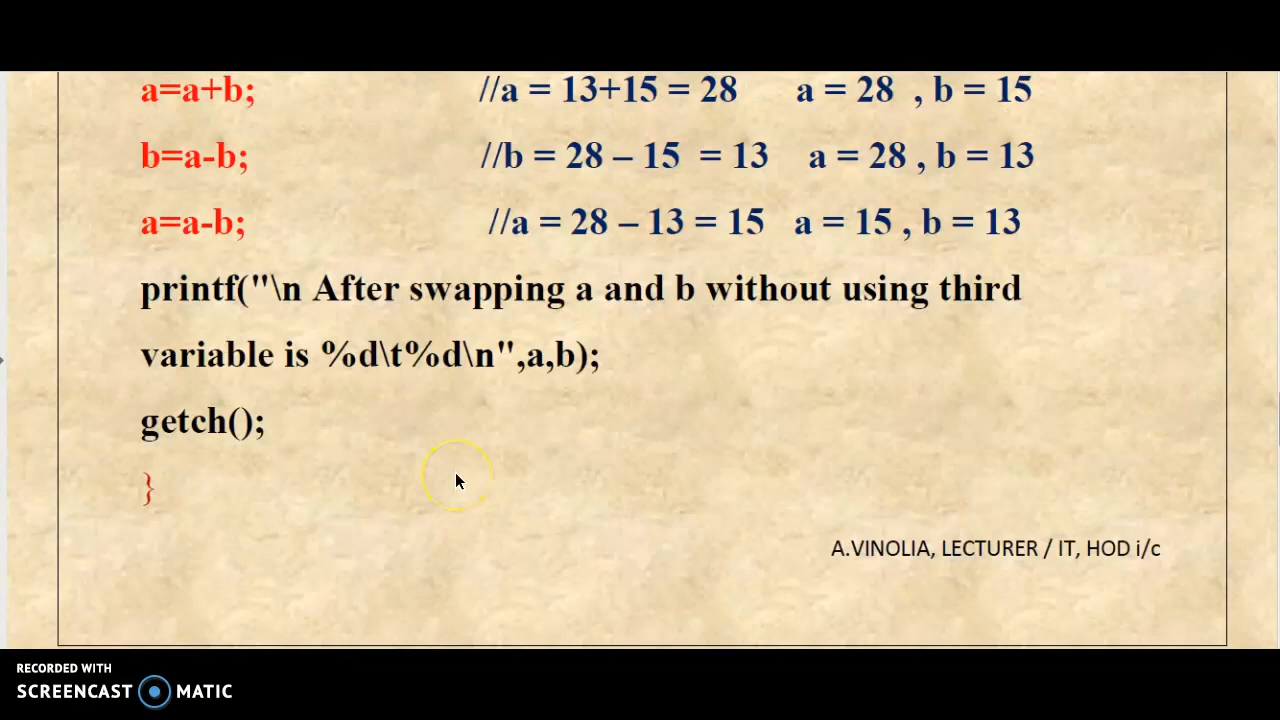 a=a+b; //a = 13+15 = 28 a = 28 , b = 15
b=a-b; //b = 28 – 15 = 13 a = 28 , b = 13
a=a-b; //a = 28 – 13 = 15 a = 15 , b = 13
printf("\n After swapping a and b without using third
variable is %d\t%d\n",a,b);
getch();
}
A.VINOLIA, LECTURER / IT, HOD i/c
RECORDED WITH
SCREENCAST MATIC